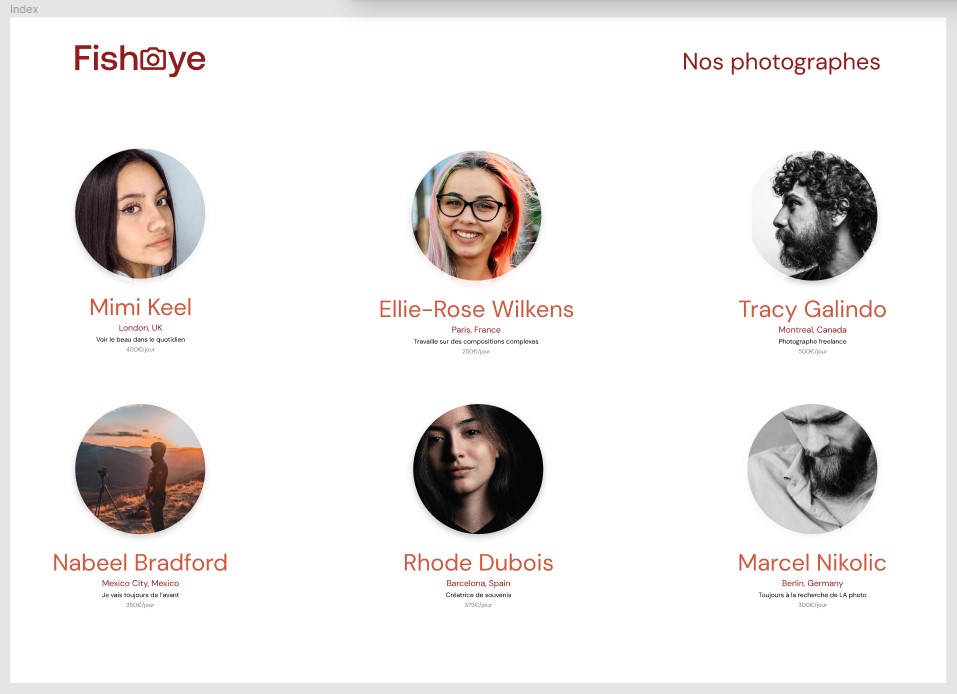 Index
Fisheye
Nos photographes
Mimi Keel
London, UK
Voir le beau dans le quotidien
400€/jour
Ellie-Rose Wilkens
Paris, France
Travaille sur des compositions complexes
250€/jour
Tracy Galindo
Montreal, Canada
Photographe freelance
500€/jour
Nabeel Bradford
Mexico City, Mexico
Je vais toujours de l'avant
350€/jour
Rhode Dubois
Barcelona, Spain
Créatrice de souvenis
375€/jour
Marcel Nikolic
Berlin, Germany
Toujours à la recherche de LA photo
300€/jour